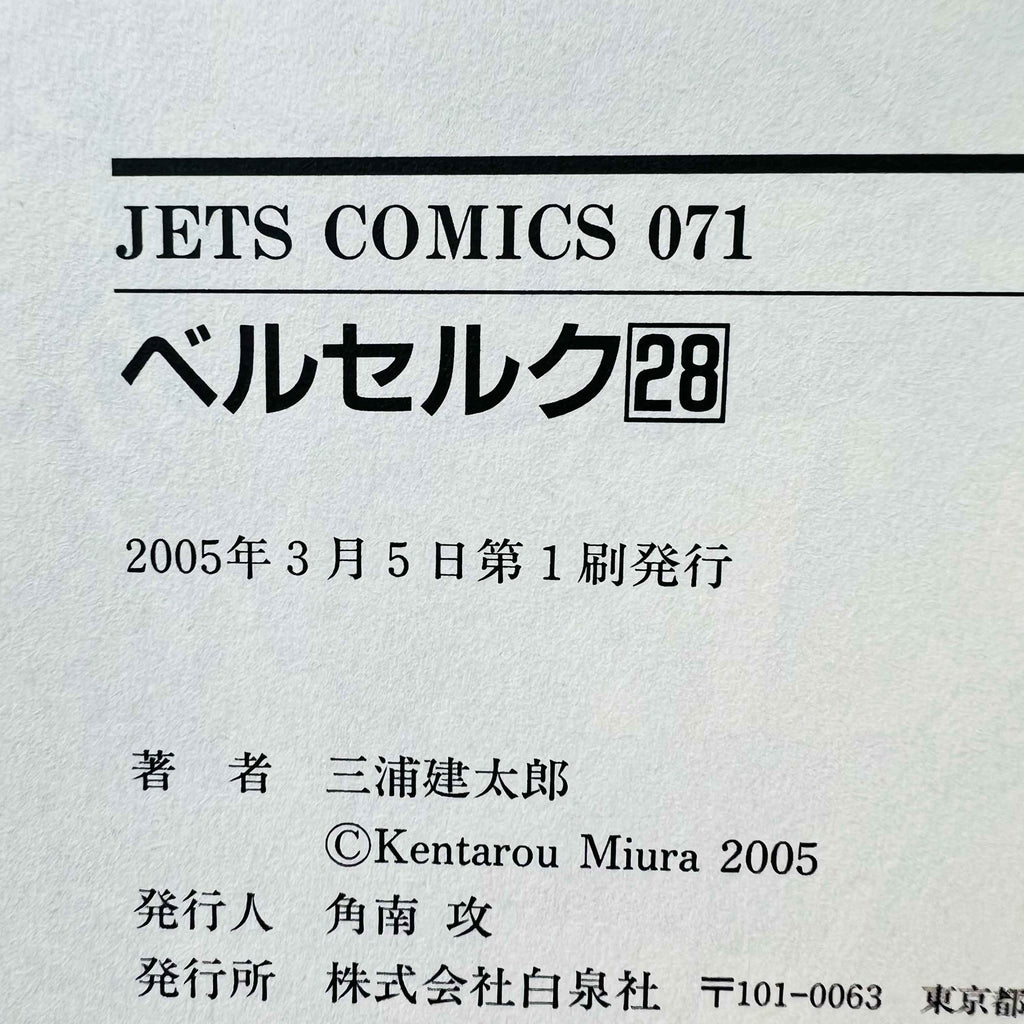 JETS COMICS 071
ベルセルク28
2005年3月5日第1刷発行
著　者　三浦建太郎
©Kentarou Miura 2005
発行人　角南 攻
発行所　株式会社白泉社　〒101-0063　東京都